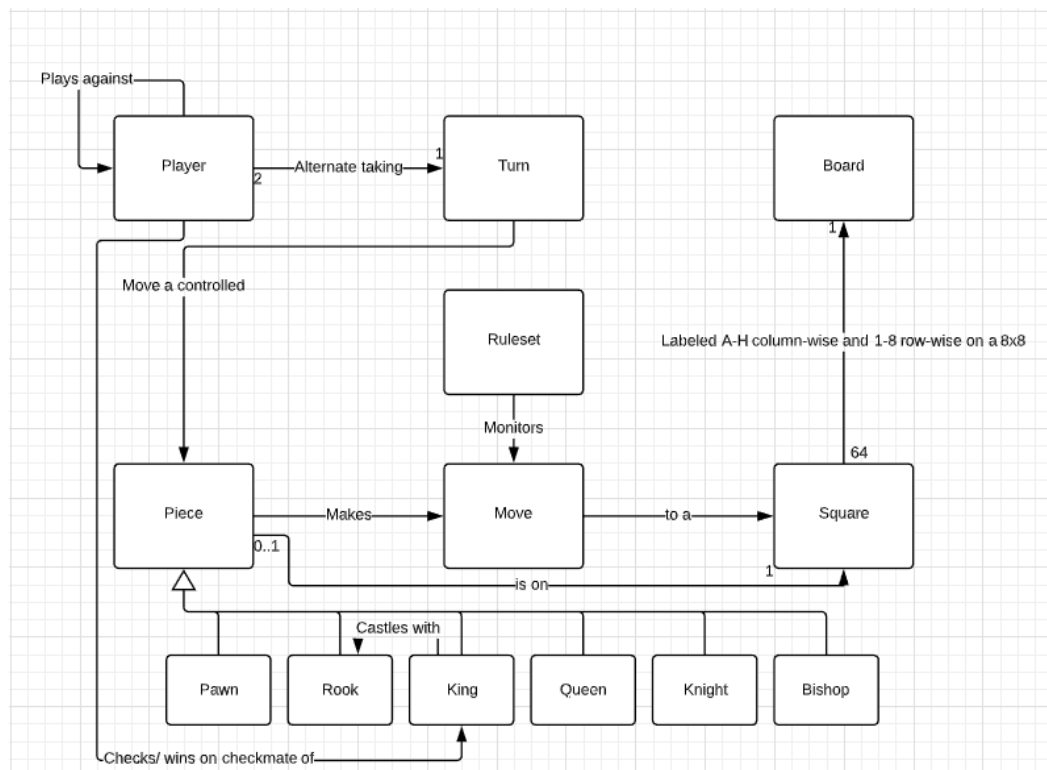 Plays against
Player
2
Alternate taking
1
Turn
Board
1
Move a controlled
Ruleset
Labeled A-H column-wise and 1-8 row-wise on a 8x8
Monitors
64
Piece
Makes
Move
to a
Square
0..1
1
is on
Castles with
Pawn
Rook
King
Queen
Knight
Bishop
Checks/ wins on checkmate of